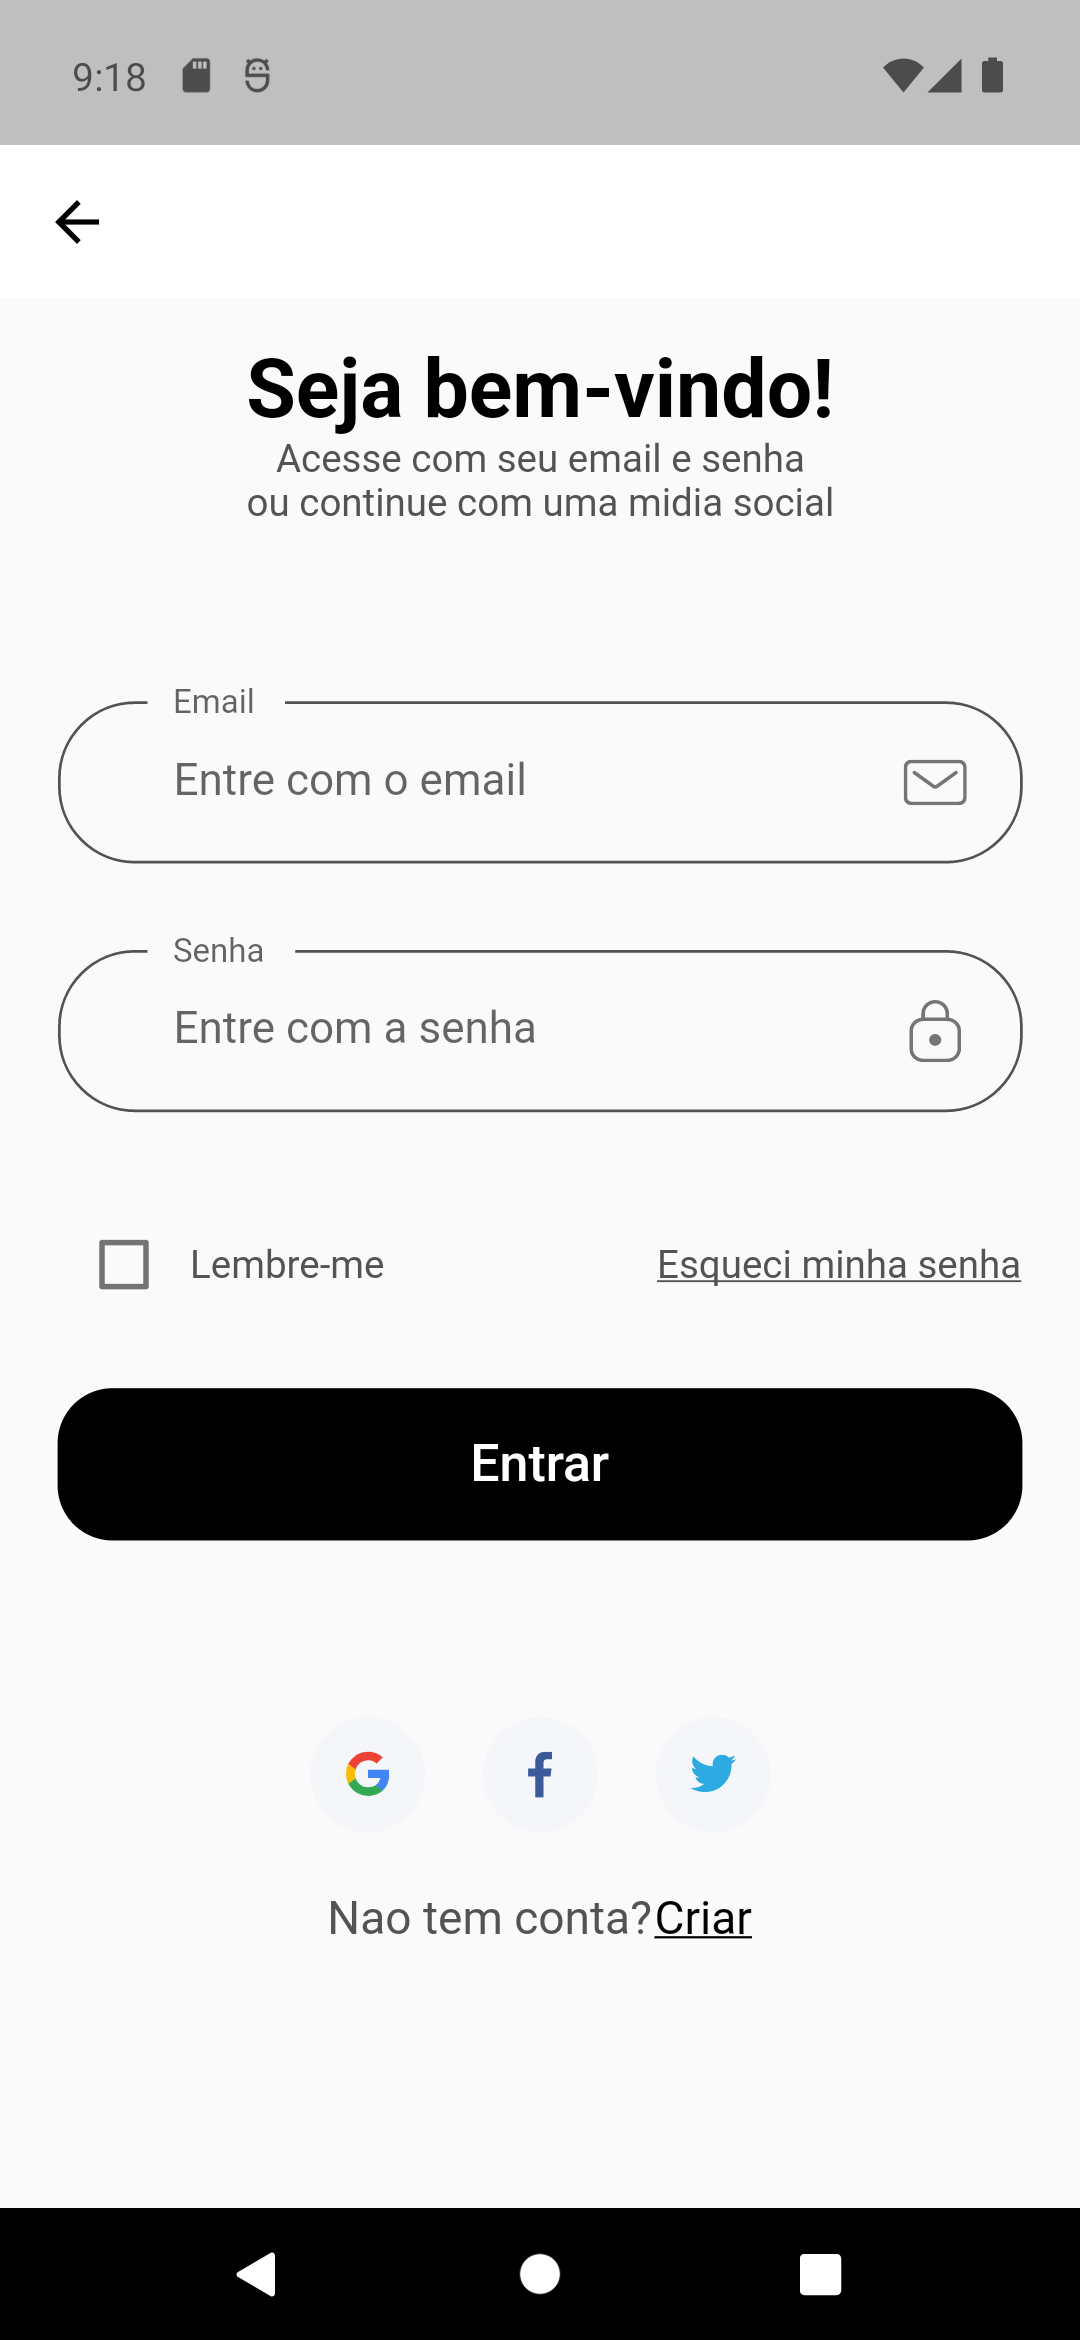 9:18
Seja bem-vindo!
Acesse com seu email e senha
ou continue com uma midia social
Email
Entre com o email
Senha
Entre com a senha
Lembre-me
Esqueci minha senha
Entrar
Nao tem conta?Criar